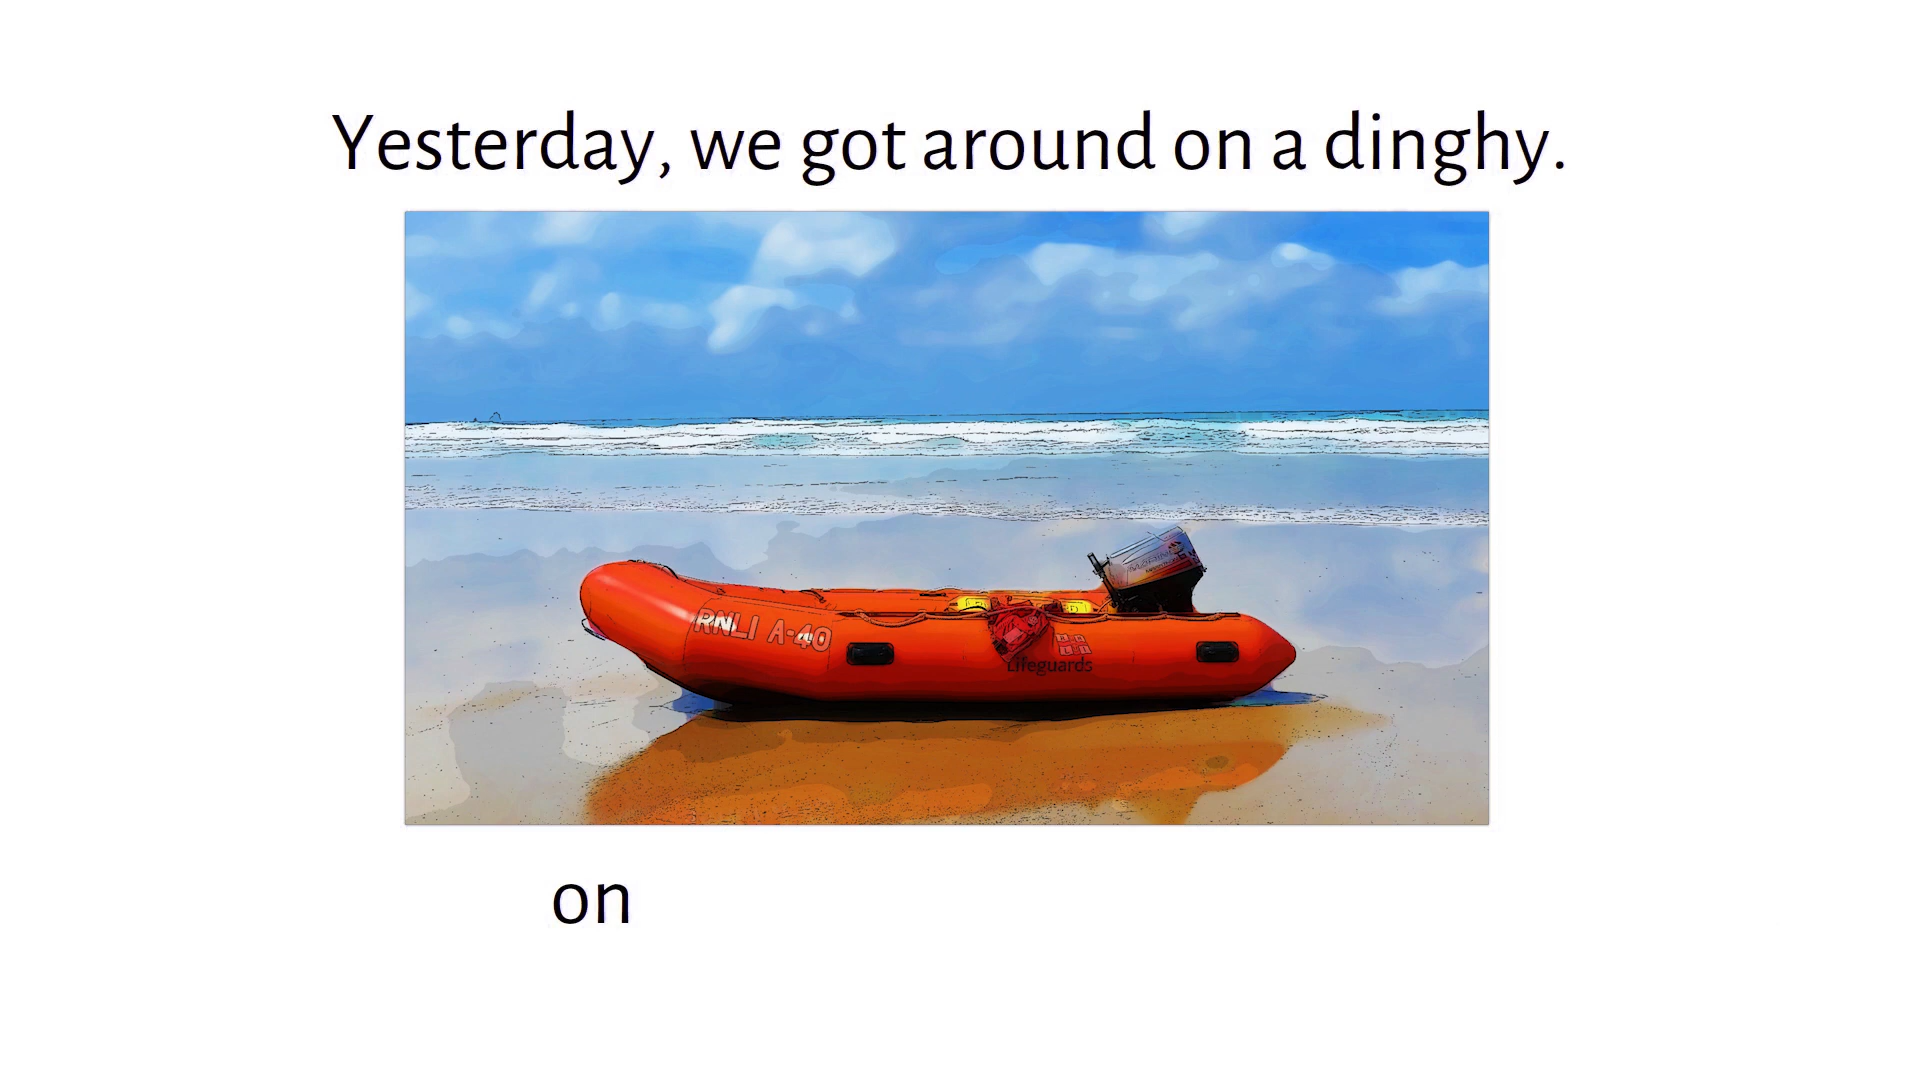 Yesterday, we got around on a dinghy.
RNLI A-40
Lifeguards
on